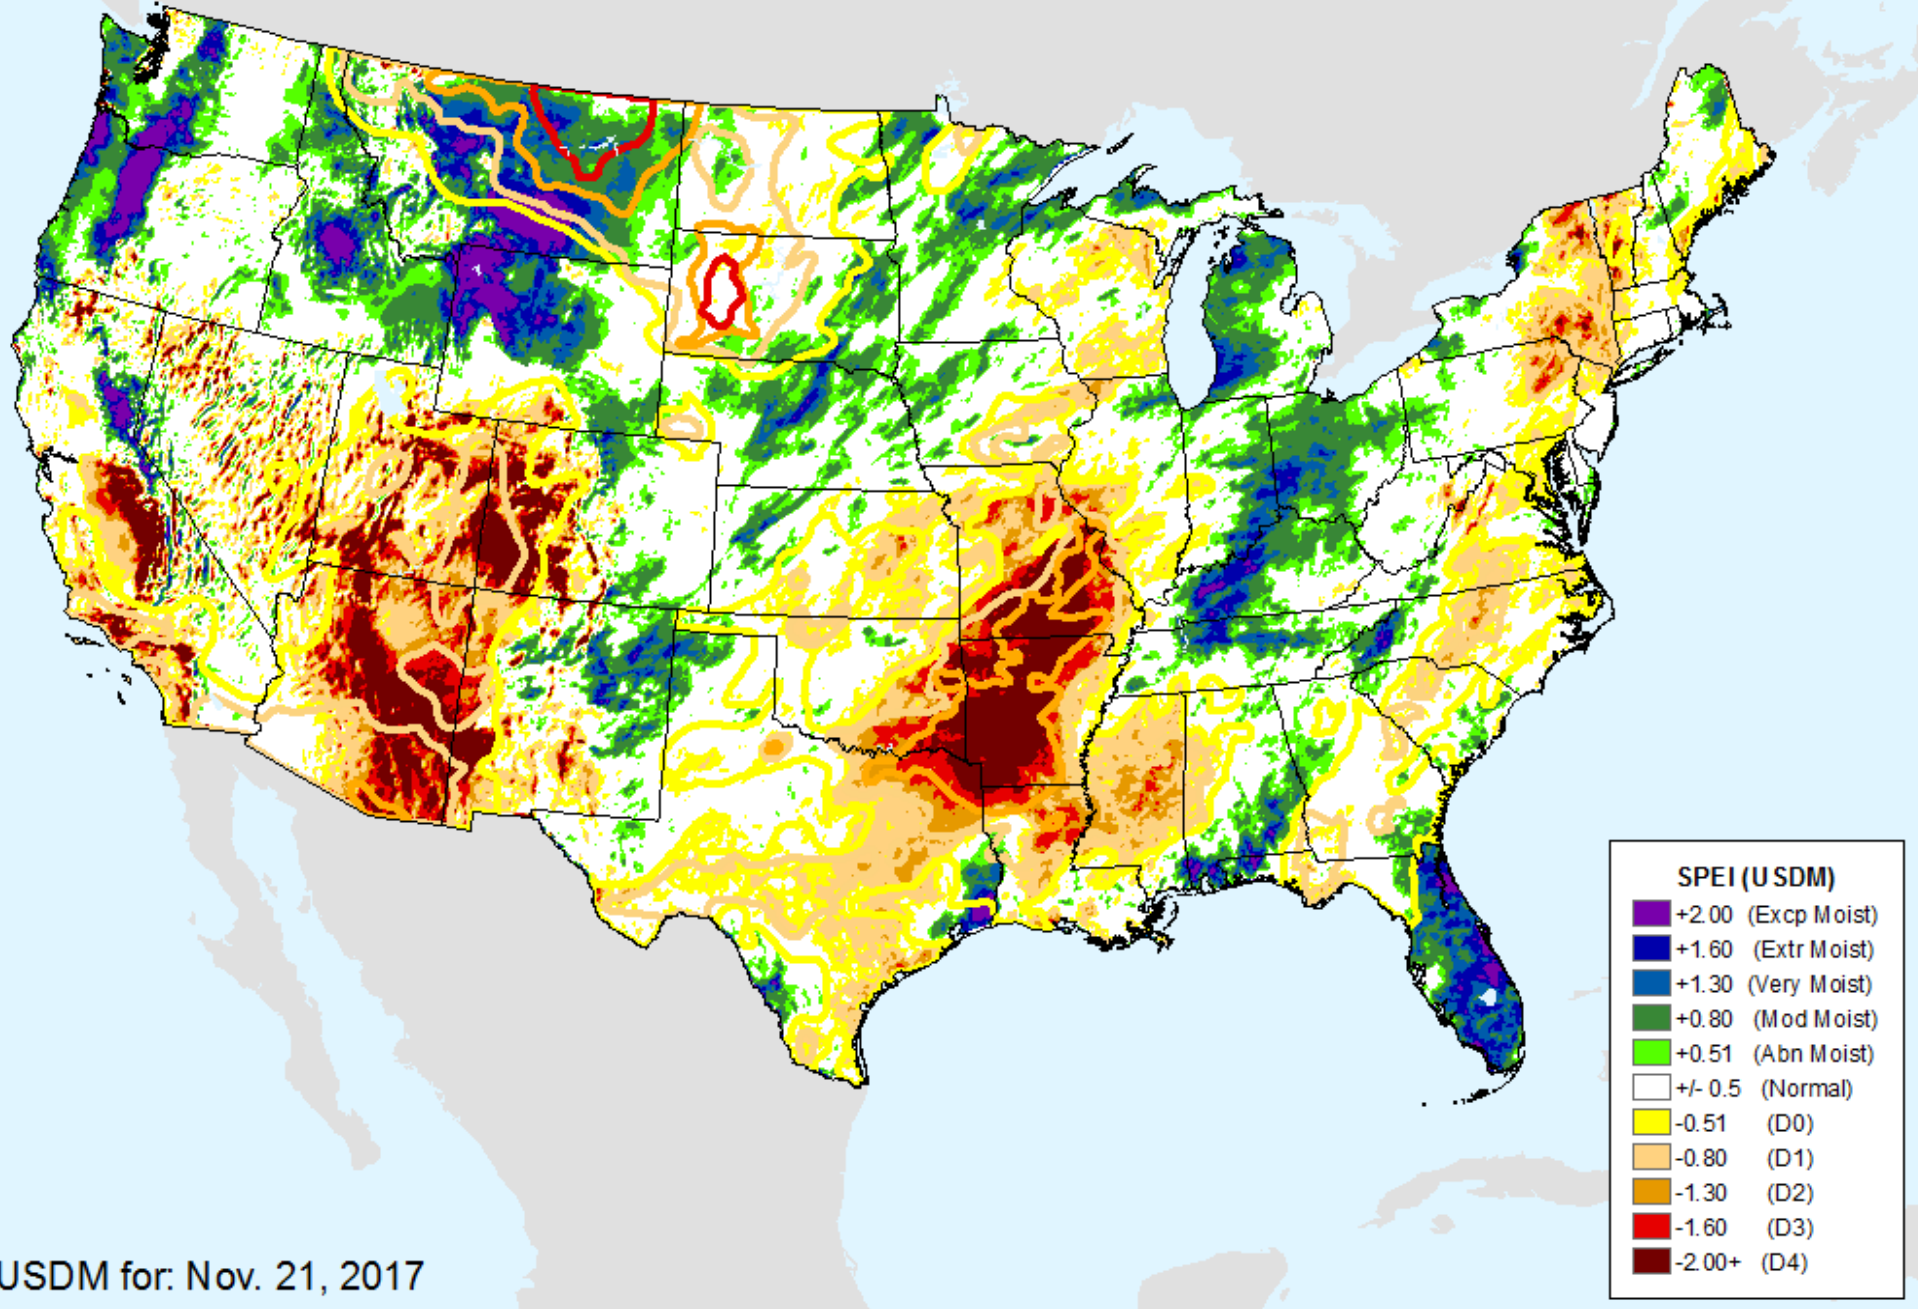 SPEI (USDM)
+2.00 (Excp Moist)
+1.60 (Extr Moist)
+1.30 (Very Moist)
+0.80 (Mod Moist)
+0.51 (Abn Moist)
+/- 0.5 (Normal)
-0.51 (D0)
-0.80 (D1)
-1.30 (D2)
-1.60 (D3)
-2.00+ (D4)
USDM for: Nov. 21, 2017